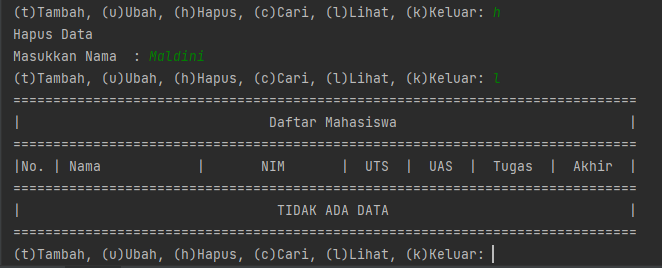 (t)Tambah, (u)Ubah, (h)Hapus, (c)Cari, (l)Lihat, (k)Keluar: h
Hapus Data
Masukkan Nama  : Maldini
(t)Tambah, (u)Ubah, (h)Hapus, (c)Cari, (l)Lihat, (k)Keluar: l
==============================================================================
|                               Daftar Mahasiswa                             |
==============================================================================
|No. | Nama            |       NIM       |  UTS  |  UAS  |   Tugas  |  Akhir  |
==============================================================================
|                                TIDAK ADA DATA                              |
==============================================================================
(t)Tambah, (u)Ubah, (h)Hapus, (c)Cari, (l)Lihat, (k)Keluar: